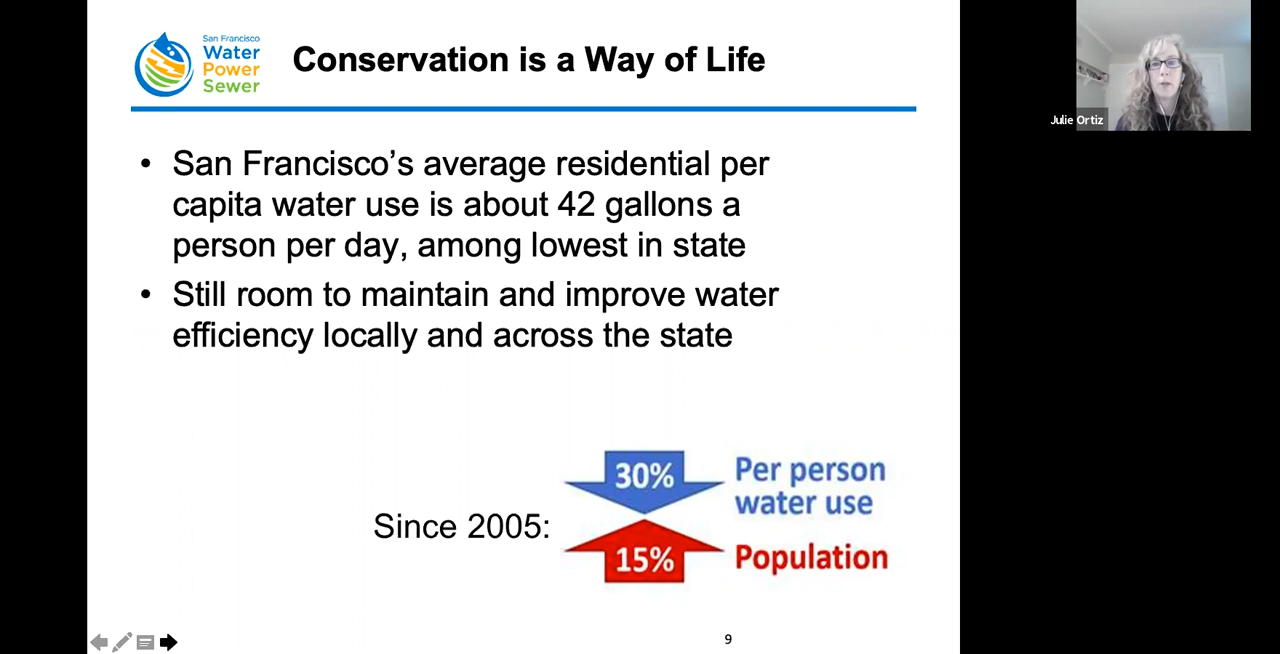 San Francisco
Water
Power
Sewer
Conservation is a Way of Life
Julie Ortiz
• San Francisco’s average residential per
capita water use is about 42 gallons a
person per day, among lowest in state
• Still room to maintain and improve water
efficiency locally and across the state
Since 2005:
30%
Per person
water use
15%
Population
9